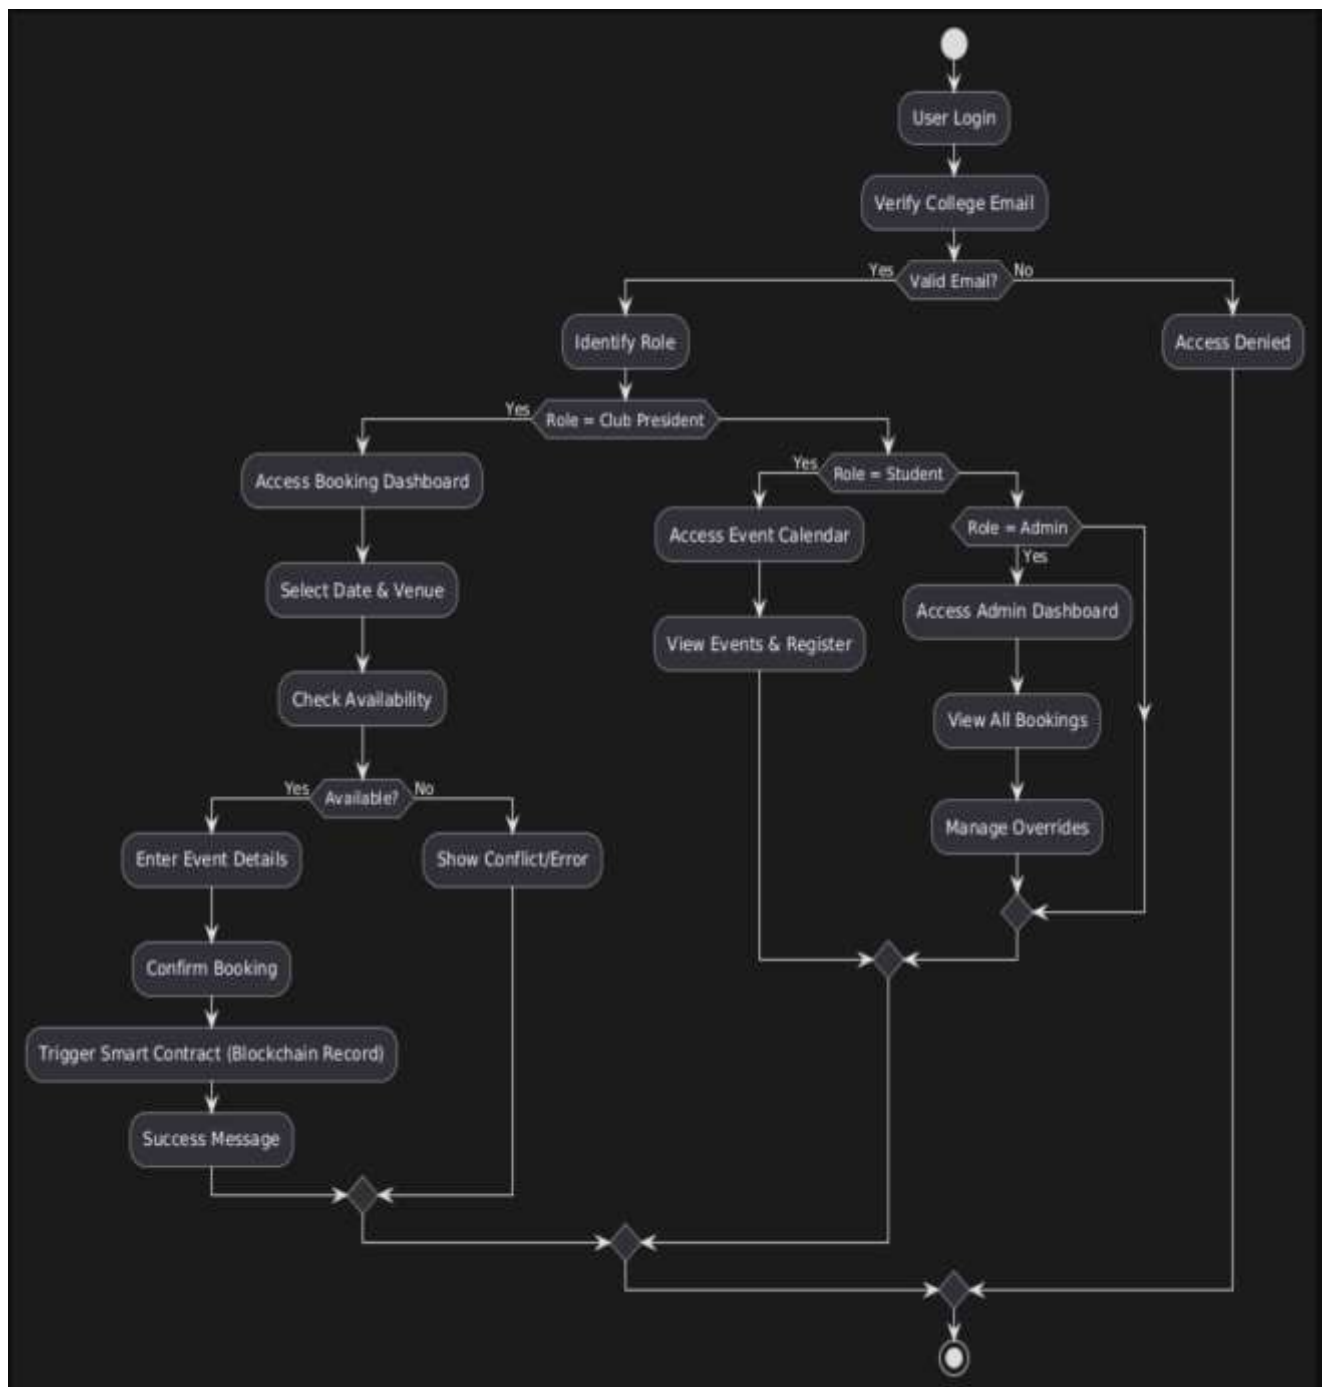 User Login
Verify College Email
Yes
Valid Email?
No
Identify Role
Access Denied
Yes
Role = Club President
Access Booking Dashboard
Yes
Role = Student
Access Event Calendar
Role = Admin
Yes
Select Date & Venue
Access Admin Dashboard
View Events & Register
Check Availability
View All Bookings
Yes
Available?
No
Manage Overrides
Enter Event Details
Show Conflict/Error
Confirm Booking
Trigger Smart Contract (Blockchain Record)
Success Message